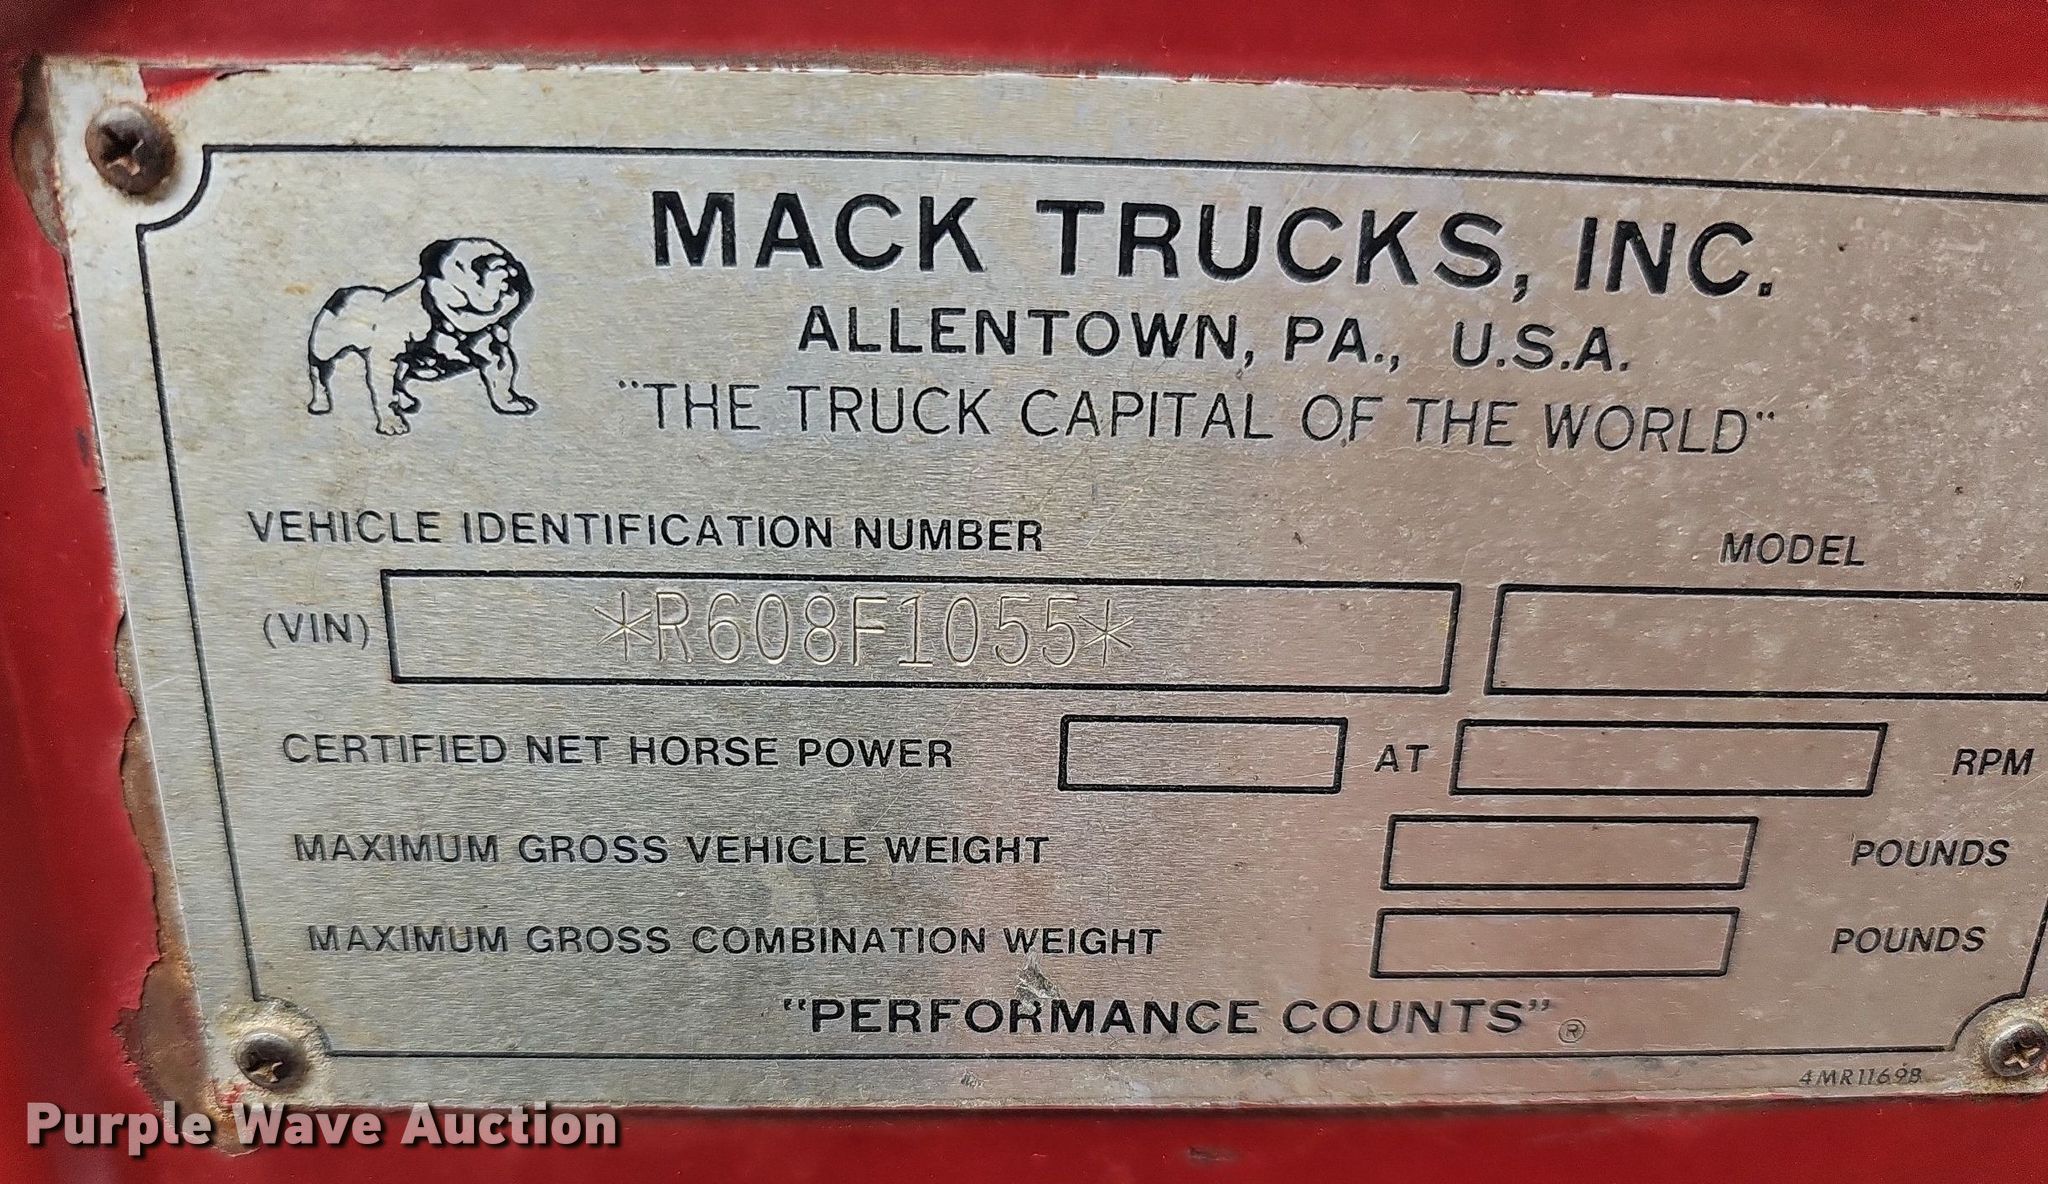 MACK TRUCKS, INC.
ALLENTOWN, PA., U.S.A.
"THE TRUCK CAPITAL OF THE WORLD"
VEHICLE IDENTIFICATION NUMBER
MODEL
(VIN) *R608F1055*
CERTIFIED NET HORSE POWER AT RPM
MAXIMUM GROSS VEHICLE WEIGHT POUNDS
MAXIMUM GROSS COMBINATION WEIGHT POUNDS
"PERFORMANCE COUNTS"®
4MR1169B
Purple Wave Auction